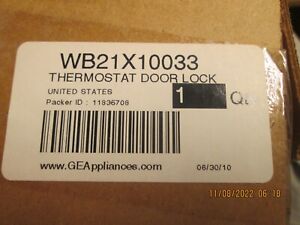 WB21X10033
THERMOSTAT DOOR LOCK
UNITED STATES
1
Packer ID : 11836708
www.GEAppliances.com
06/30/10
11/08/2022 06:18